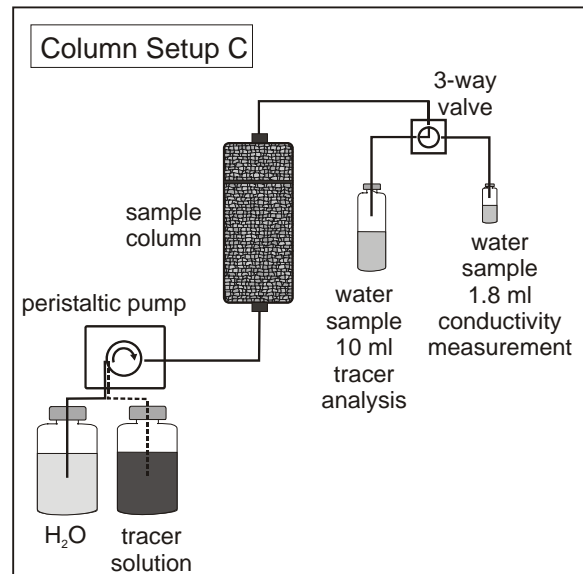 Column Setup C
3-way
valve
sample
column
peristaltic pump
water
sample
10 ml
tracer
analysis
water
sample
1.8 ml
conductivity
measurement
H₂O
tracer
solution